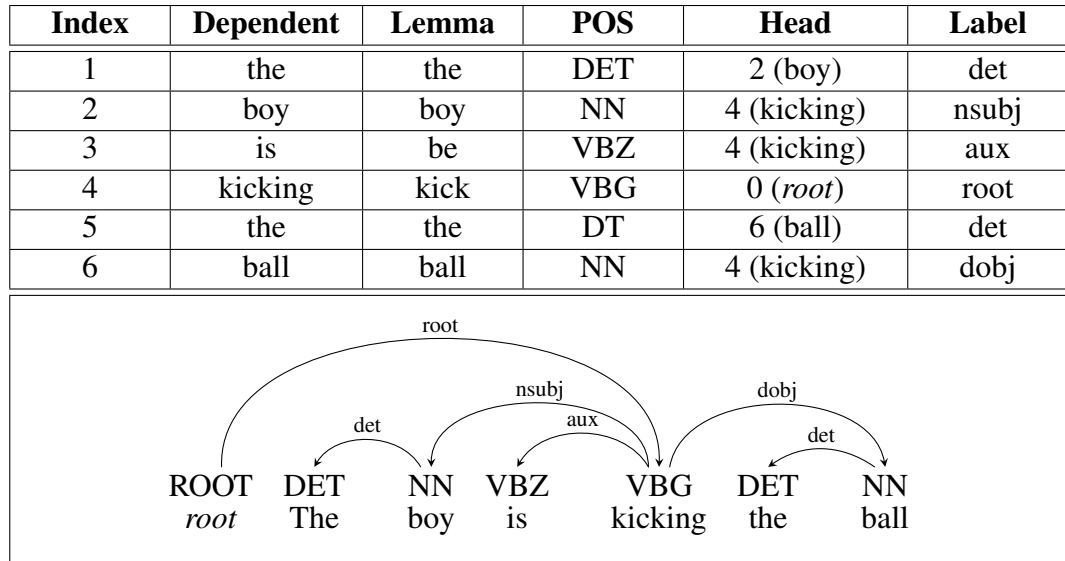 Index Dependent Lemma POS Head Label
1 the the DET 2 (boy) det
2 boy boy NN 4 (kicking) nsubj
3 is be VBZ 4 (kicking) aux
4 kicking kick VBG 0 (root) root
5 the the DT 6 (ball) det
6 ball ball NN 4 (kicking) dobj
root
nsubj dobj
det aux det
ROOT DET NN VBZ VBG DET NN
root The boy is kicking the ball